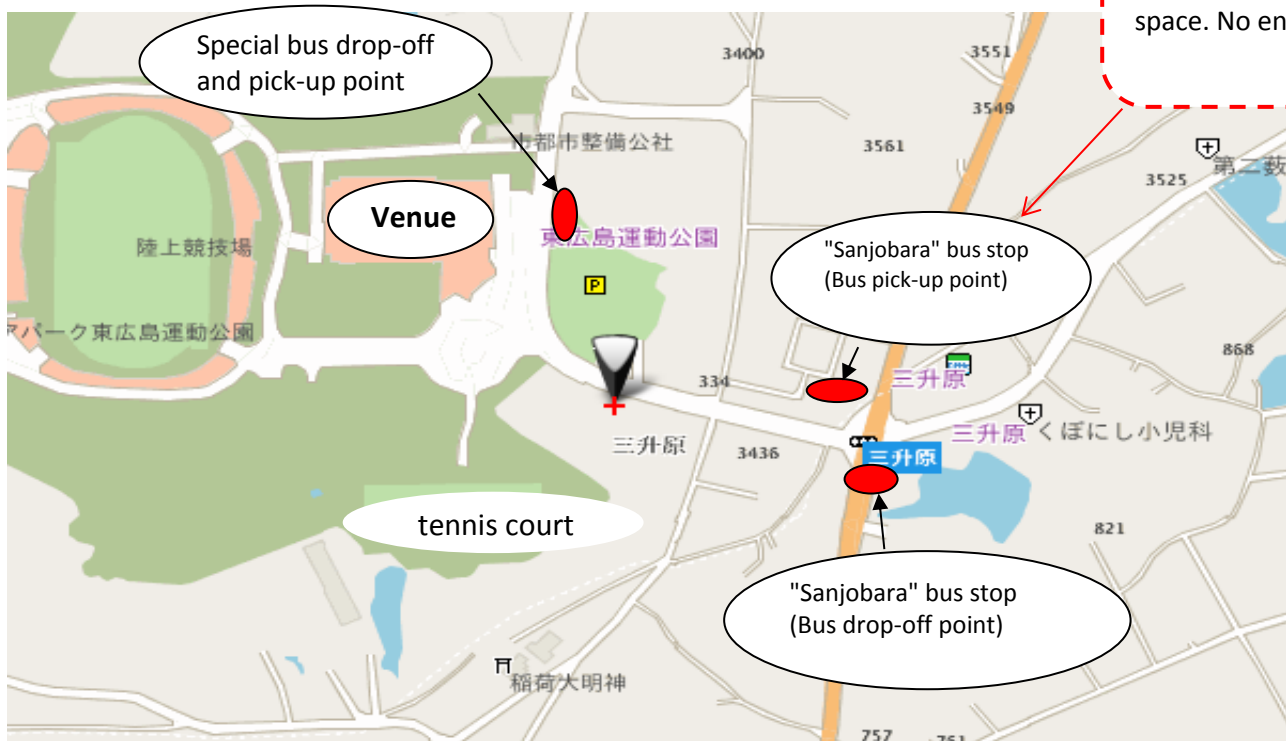 space. No en
Special bus drop-off
and pick-up point
3400
3551
3549
市都市整備公社
3561
3525
第二薮
Venue
東広島運動公園
陸上競技場
"Sanjobara" bus stop
(Bus pick-up point)
P
アパーク東広島運動公園
868
334
三升原
三升原
くぼにし小児科
三升原
3436
三升原
tennis court
821
"Sanjobara" bus stop
(Bus drop-off point)
稲荷大明神
757
761